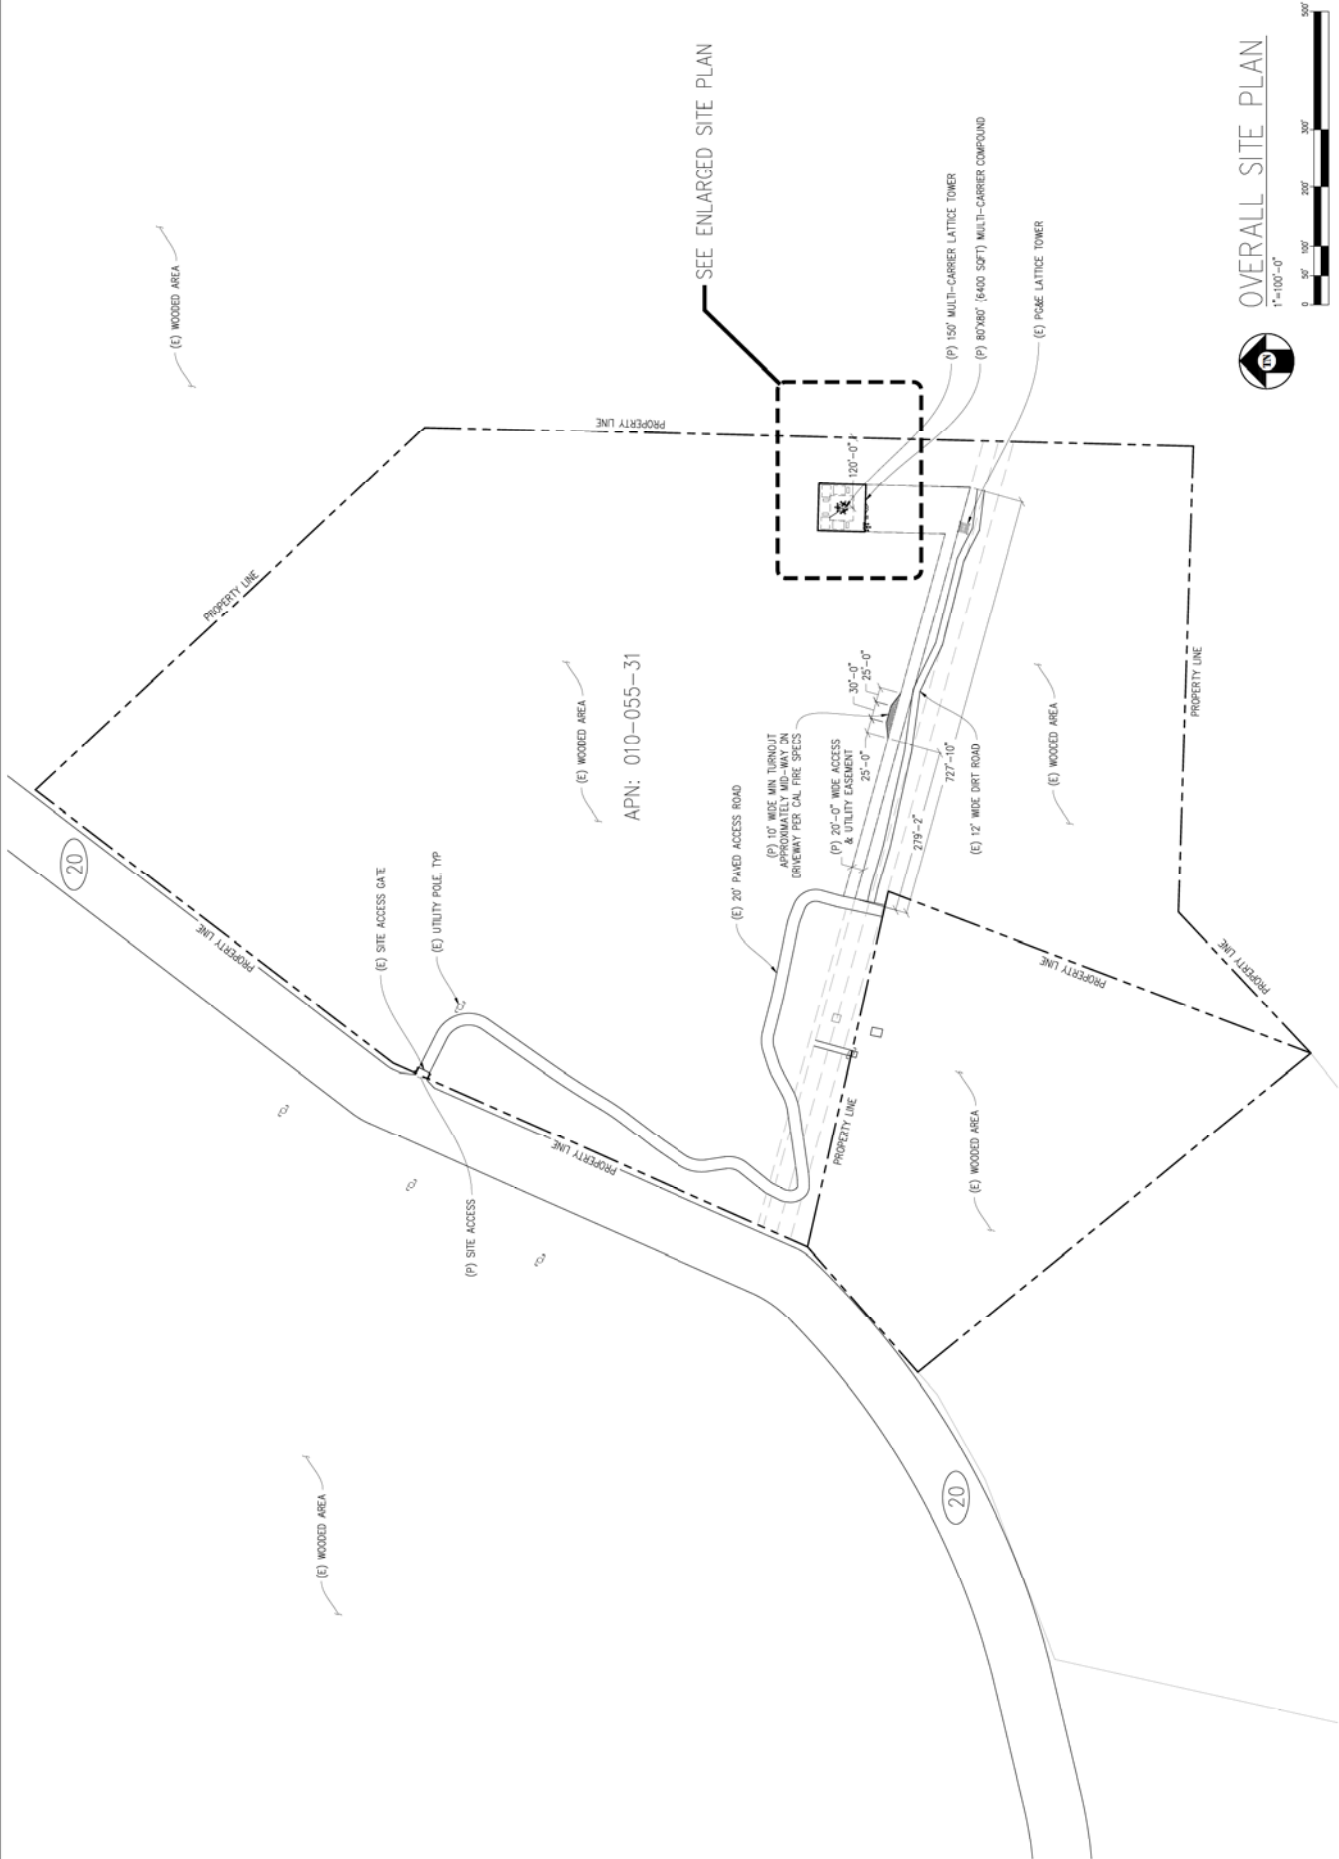 (E) WOODED AREA
PROPERTY LINE
SEE ENLARGED SITE PLAN
PROPERTY LINE
20
PROPERTY LINE
(E) SITE ACCESS GATE
(E) UTILITY POLE TYP
(P) SITE ACCESS
PROPERTY LINE
(E) WOODED AREA
APN: 010-055-31
(E) 20' PAVED ACCESS ROAD
(P) 10' WIDE MIN TURNOUT
APPROXIMATELY MID-WAY ON
DRIVEWAY PER CAL FIRE SPECS
(P) 20'-0" WIDE ACCESS
& UTILITY EASEMENT
25'-0"
30'-0"
25'-0"
120'-0"
(P) 150' MULTI-CARRIER LATTICE TOWER
(P) 80'X80' (6400 SQFT) MULTI-CARRIER COMPOUND
(E) PG&E LATTICE TOWER
279'-2"
727'-10"
(E) 12' WIDE DIRT ROAD
(E) WOODED AREA
PROPERTY LINE
PROPERTY LINE
PROPERTY LINE
PROPERTY LINE
(E) WOODED AREA
(E) WOODED AREA
20
PROPERTY LINE
TN
OVERALL SITE PLAN
1"=100'-0"
0 50' 100' 200' 300' 500'